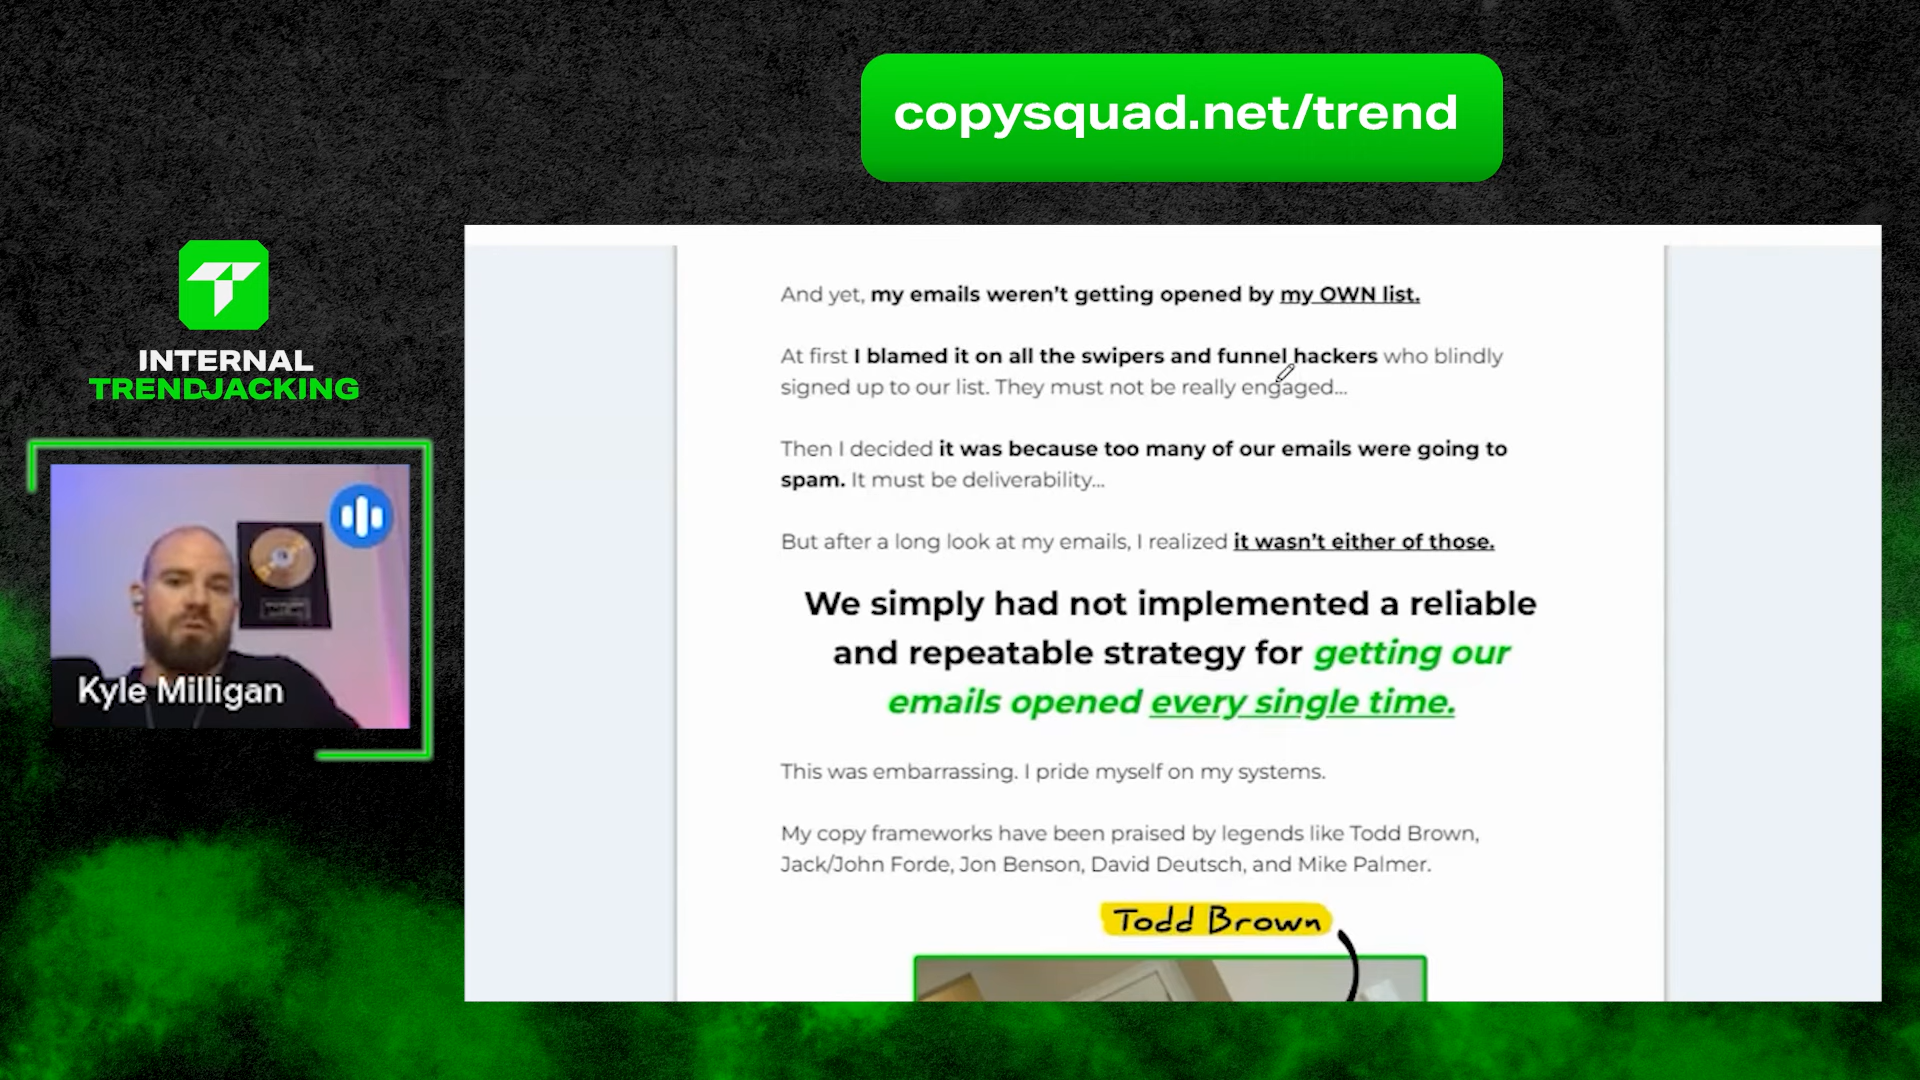 copysquad.net/trend
INTERNAL
TRENDJACKING
Kyle Milligan
And yet, my emails weren't getting opened by my OWN list.
At first I blamed it on all the swipers and funnel hackers who blindly
signed up to our list. They must not be really engaged...
Then I decided it was because too many of our emails were going to
spam. It must be deliverability...
But after a long look at my emails, I realized it wasn't either of those.
We simply had not implemented a reliable
and repeatable strategy for getting our
emails opened every single time.
This was embarrassing. I pride myself on my systems.
My copy frameworks have been praised by legends like Todd Brown,
Jack/John Forde, Jon Benson, David Deutsch, and Mike Palmer.
Todd Brown